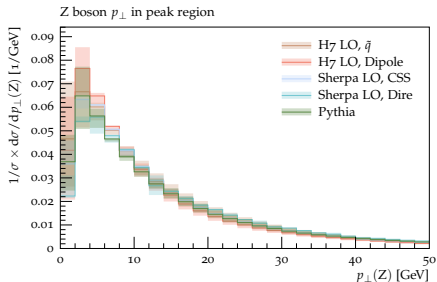 Z boson p⊥ in peak region
1/σ × dσ/dp⊥(Z) [1/GeV]
0.09
0.08
0.07
0.06
0.05
0.04
0.03
0.02
0.01
0
H7 LO, q̃
H7 LO, Dipole
Sherpa LO, CSS
Sherpa LO, Dire
Pythia
0 10 20 30 40 50
p⊥(Z) [GeV]